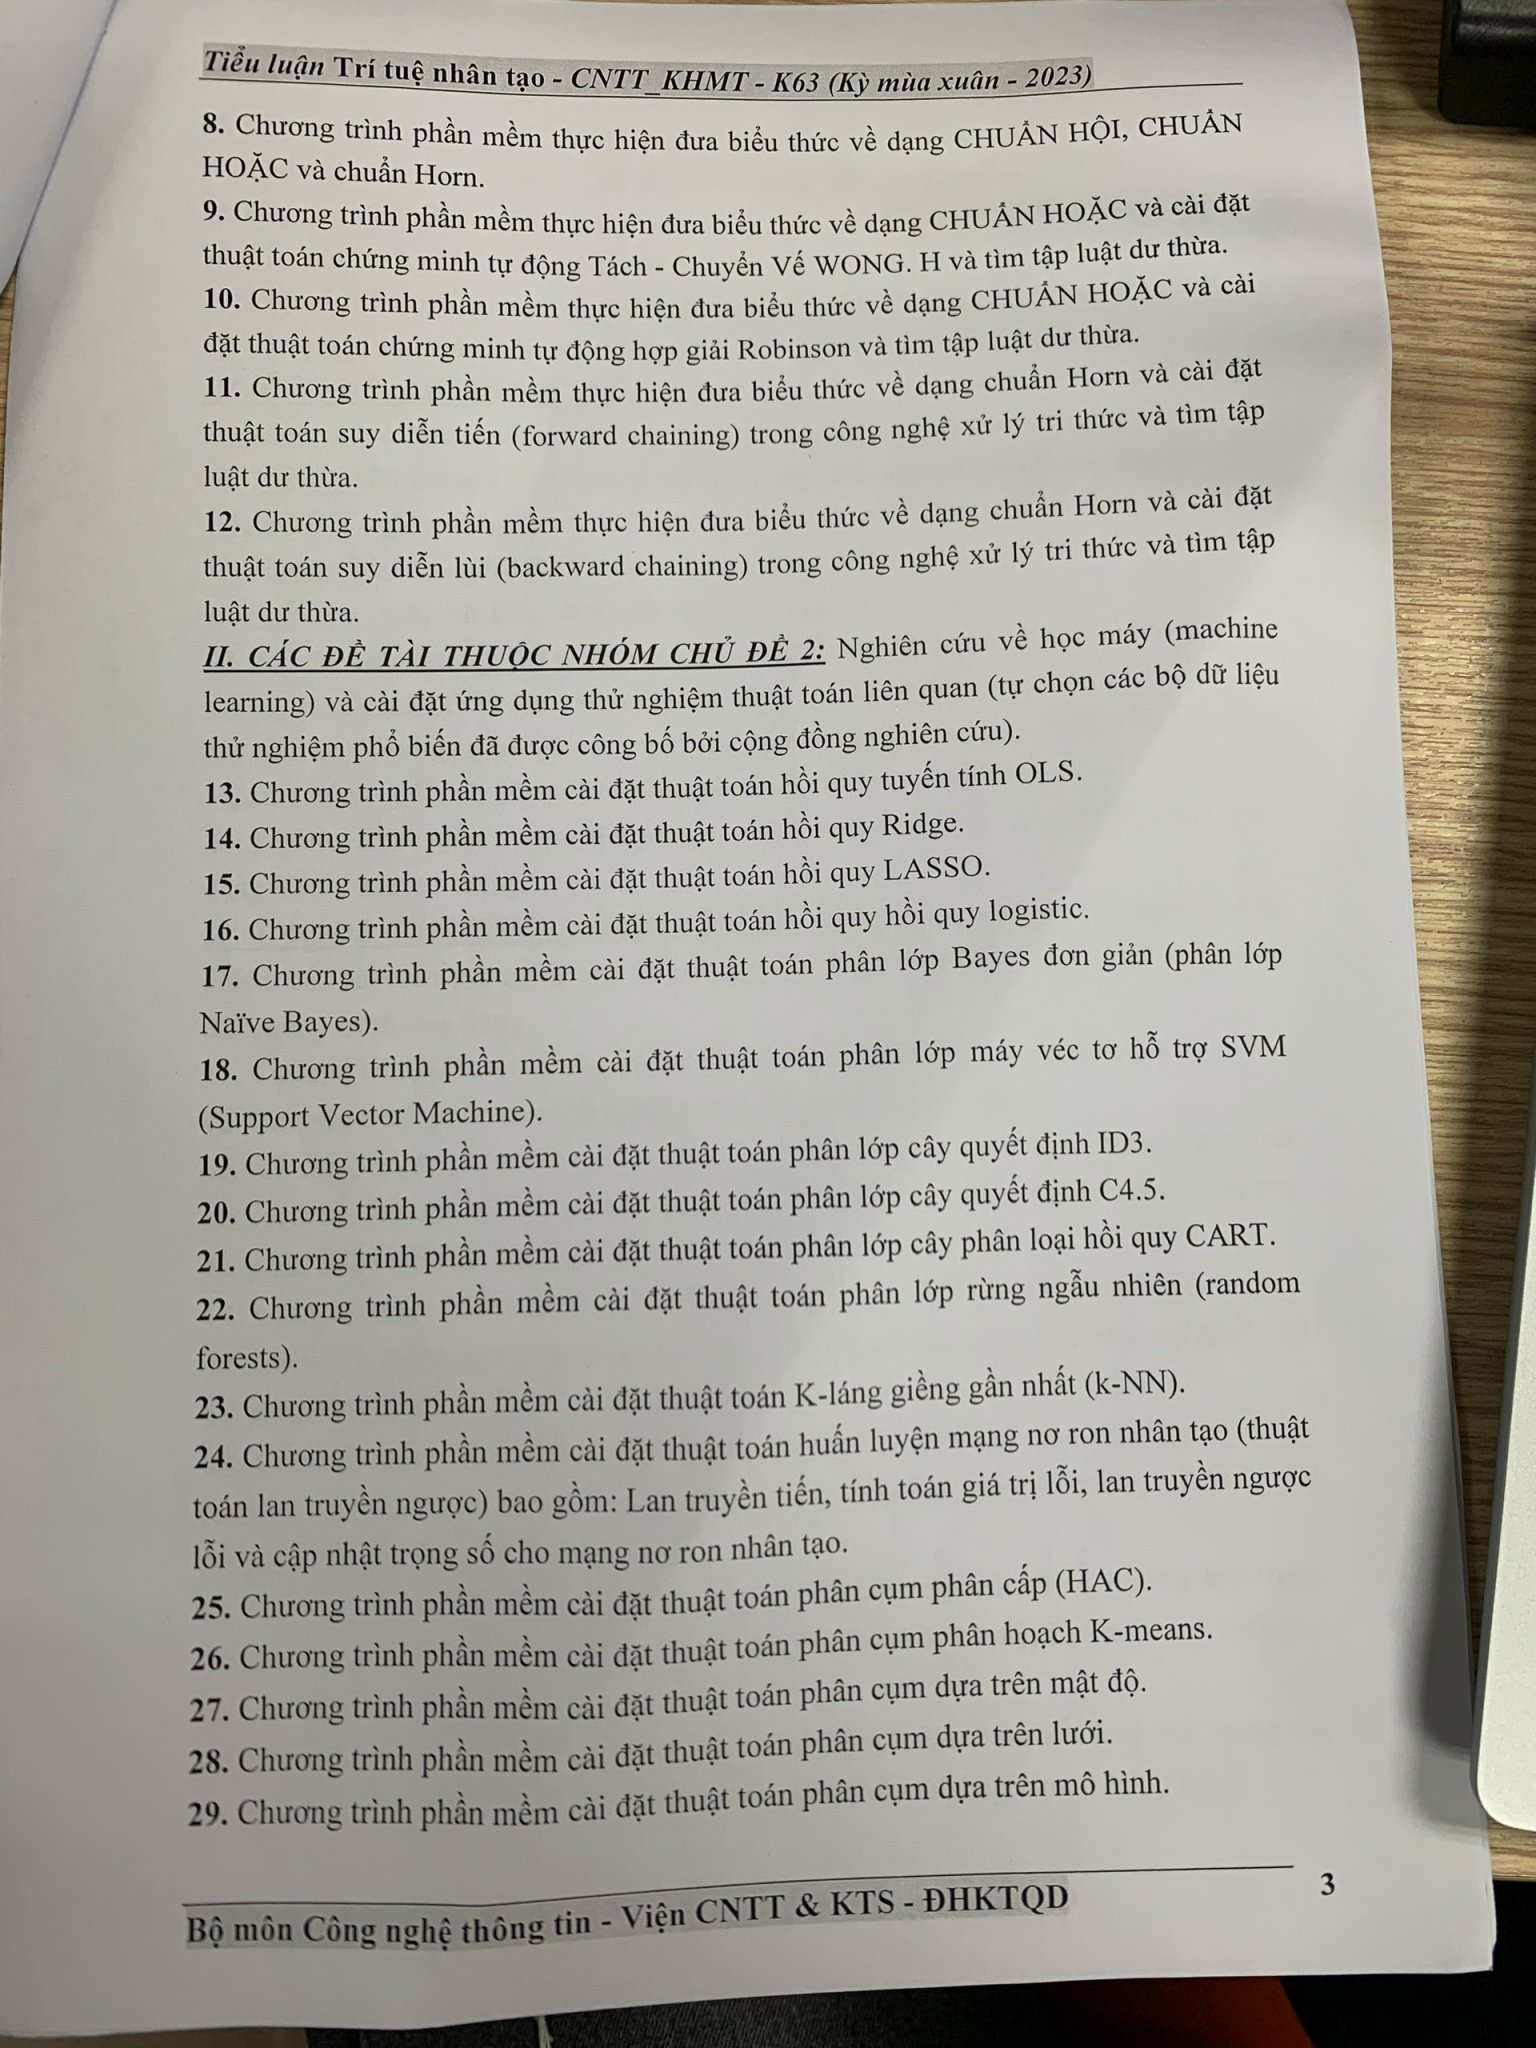 Tiểu luận Trí tuệ nhân tạo - CNTT_KHMT - K63 (Kỳ mùa xuân - 2023)
8. Chương trình phần mềm thực hiện đưa biểu thức về dạng CHUẨN HỘI, CHUẨN
HOẶC và chuẩn Horn.
9. Chương trình phần mềm thực hiện đưa biểu thức về dạng CHUẨN HOẶC và cài đặt
thuật toán chứng minh tự động Tách - Chuyển Vế WONG. H và tìm tập luật dư thừa.
10. Chương trình phần mềm thực hiện đưa biểu thức về dạng CHUẨN HOẶC và cài
đặt thuật toán chứng minh tự động hợp giải Robinson và tìm tập luật dư thừa.
11. Chương trình phần mềm thực hiện đưa biểu thức về dạng chuẩn Horn và cài đặt
thuật toán suy diễn tiến (forward chaining) trong công nghệ xử lý tri thức và tìm tập
luật dư thừa.
12. Chương trình phần mềm thực hiện đưa biểu thức về dạng chuẩn Horn và cài đặt
thuật toán suy diễn lùi (backward chaining) trong công nghệ xử lý tri thức và tìm tập
luật dư thừa.
II. CÁC ĐỀ TÀI THUỘC NHÓM CHỦ ĐỀ 2: Nghiên cứu về học máy (machine
learning) và cài đặt ứng dụng thử nghiệm thuật toán liên quan (tự chọn các bộ dữ liệu
thử nghiệm phổ biến đã được công bố bởi cộng đồng nghiên cứu).
13. Chương trình phần mềm cài đặt thuật toán hồi quy tuyến tính OLS.
14. Chương trình phần mềm cài đặt thuật toán hồi quy Ridge.
15. Chương trình phần mềm cài đặt thuật toán hồi quy LASSO.
16. Chương trình phần mềm cài đặt thuật toán hồi quy hồi quy logistic.
17. Chương trình phần mềm cài đặt thuật toán phân lớp Bayes đơn giản (phân lớp
Naïve Bayes).
18. Chương trình phần mềm cài đặt thuật toán phân lớp máy véc tơ hỗ trợ SVM
(Support Vector Machine).
19. Chương trình phần mềm cài đặt thuật toán phân lớp cây quyết định ID3.
20. Chương trình phần mềm cài đặt thuật toán phân lớp cây quyết định C4.5.
21. Chương trình phần mềm cài đặt thuật toán phân lớp cây phân loại hồi quy CART.
22. Chương trình phần mềm cài đặt thuật toán phân lớp rừng ngẫu nhiên (random
forests).
23. Chương trình phần mềm cài đặt thuật toán K-láng giềng gần nhất (k-NN).
24. Chương trình phần mềm cài đặt thuật toán huấn luyện mạng nơ ron nhân tạo (thuật
toán lan truyền ngược) bao gồm: Lan truyền tiến, tính toán giá trị lỗi, lan truyền ngược
lỗi và cập nhật trọng số cho mạng nơ ron nhân tạo.
25. Chương trình phần mềm cài đặt thuật toán phân cụm phân cấp (HAC).
26. Chương trình phần mềm cài đặt thuật toán phân cụm phân hoạch K-means.
27. Chương trình phần mềm cài đặt thuật toán phân cụm dựa trên mật độ.
28. Chương trình phần mềm cài đặt thuật toán phân cụm dựa trên lưới.
29. Chương trình phần mềm cài đặt thuật toán phân cụm dựa trên mô hình.
3
Bộ môn Công nghệ thông tin - Viện CNTT & KTS - ĐHKTQD